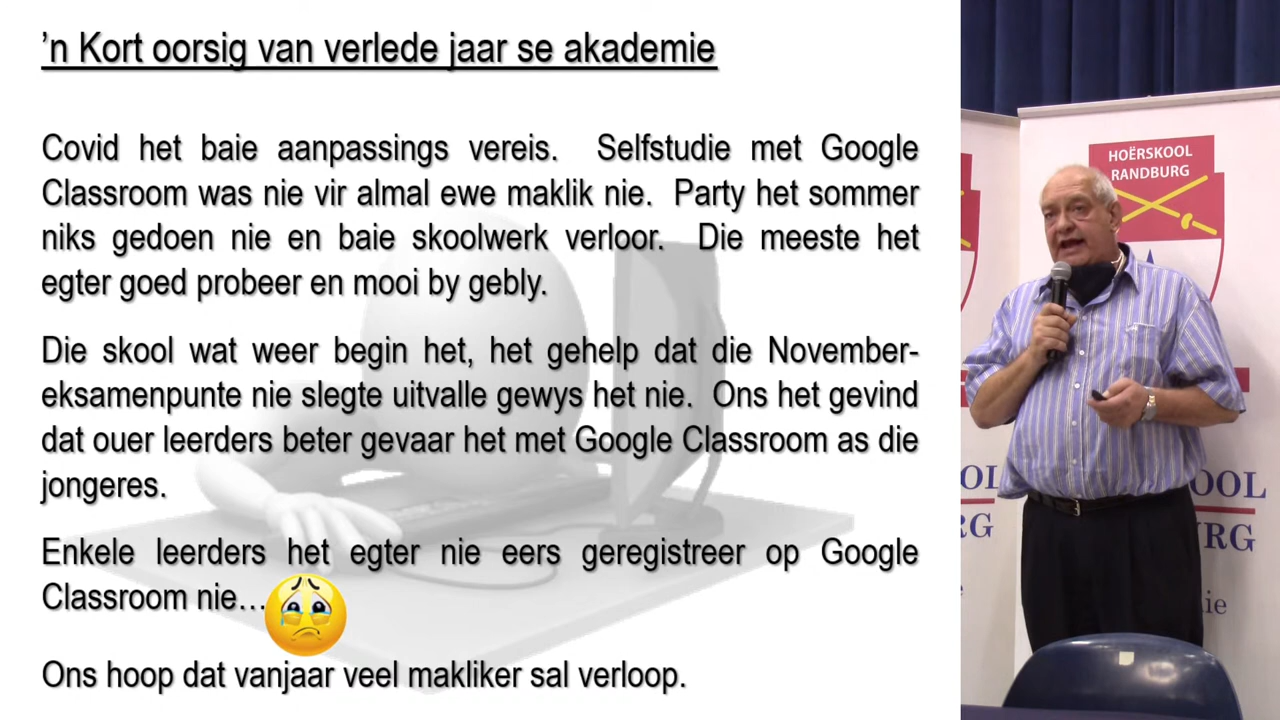 ’n Kort oorsig van verlede jaar se akademie
Covid het baie aanpassings vereis. Selfstudie met Google
Classroom was nie vir almal ewe maklik nie. Party het sommer
niks gedoen nie en baie skoolwerk verloor. Die meeste het
egter goed probeer en mooi by gebly.
Die skool wat weer begin het, het gehelp dat die November-
eksamenpunte nie slegte uitvalle gewys het nie. Ons het gevind
dat ouer leerders beter gevaar het met Google Classroom as die
jongeres.
Enkele leerders het egter nie eers geregistreer op Google
Classroom nie…
Ons hoop dat vanjaar veel makliker sal verloop.
HOËRSKOOL
RANDBURG